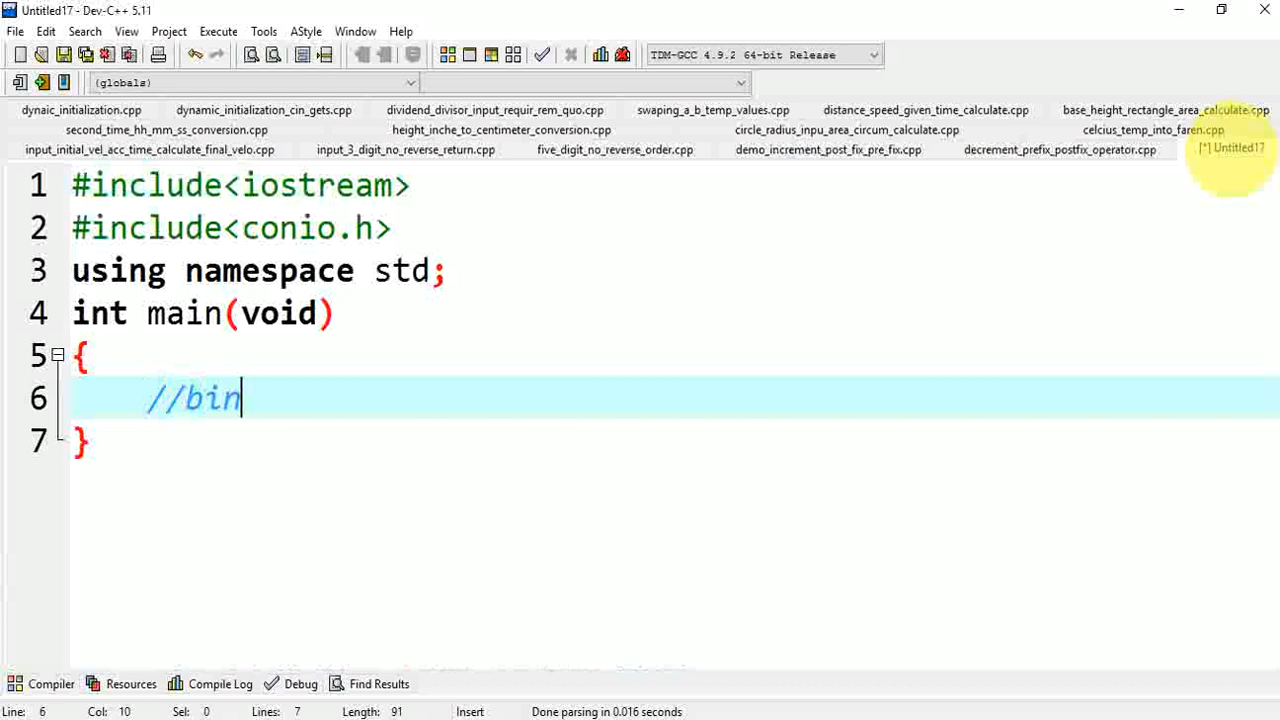 Untitled17 - Dev-C++ 5.11
File Edit Search View Project Execute Tools AStyle Window Help
TDM-GCC 4.9.2 64-bit Release
(globals)
dynaic_initialization.cpp dynamic_initialization_cin_gets.cpp dividend_divisor_input_requir_rem_quo.cpp swaping_a_b_temp_values.cpp distance_speed_given_time_calculate.cpp base_height_rectangle_area_calculate.cpp
second_time_hh_mm_ss_conversion.cpp height_inche_to_centimeter_conversion.cpp circle_radius_inpu_area_circum_calculate.cpp celcius_temp_into_faren.cpp
input_initial_vel_acc_time_calculate_final_velo.cpp input_3_digit_no_reverse_return.cpp five_digit_no_reverse_order.cpp demo_increment_post_fix_pre_fix.cpp decrement_prefix_postfix_operator.cpp [*] Untitled17
1 #include<iostream>
2 #include<conio.h>
3 using namespace std;
4 int main(void)
5 {
6 //bin
7 }
Compiler Resources Compile Log Debug Find Results
Line: 6 Col: 10 Sel: 0 Lines: 7 Length: 91 Insert Done parsing in 0.016 seconds